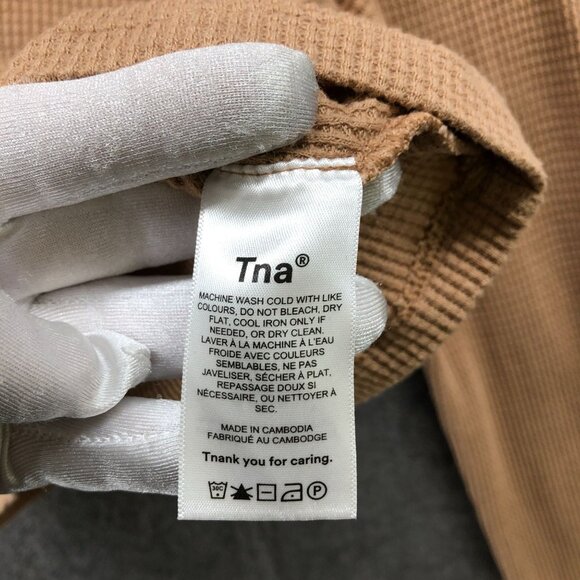 Tna®
MACHINE WASH COLD WITH LIKE
COLOURS, DO NOT BLEACH, DRY
FLAT, COOL IRON ONLY IF
NEEDED, OR DRY CLEAN.
LAVER À LA MACHINE À L'EAU
FROIDE AVEC COULEURS
SEMBLABLES, NE PAS
JAVELISER, SÉCHER À PLAT,
REPASSAGE DOUX SI
NÉCESSAIRE, OU NETTOYER À
SEC.
MADE IN CAMBODIA
FABRIQUÉ AU CAMBODGE
Tnank you for caring.
30C P